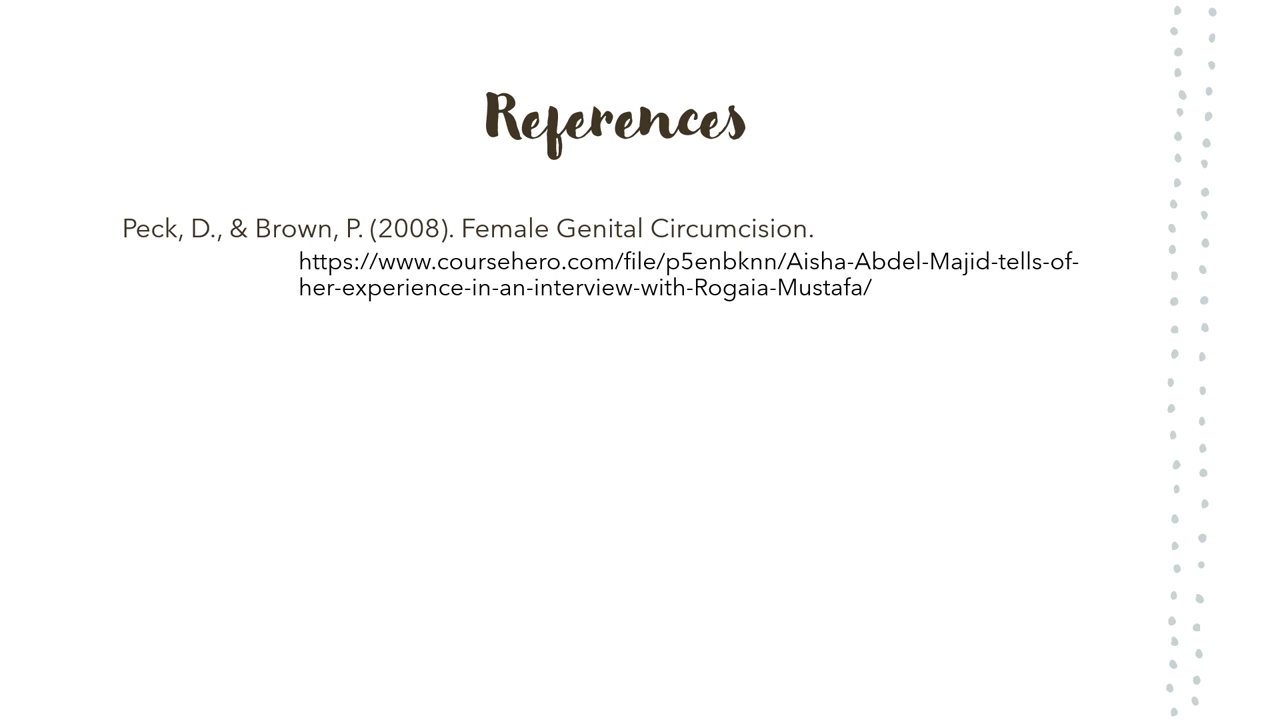 References
Peck, D., & Brown, P. (2008). Female Genital Circumcision.
https://www.coursehero.com/file/p5enbknn/Aisha-Abdel-Majid-tells-of-
her-experience-in-an-interview-with-Rogaia-Mustafa/